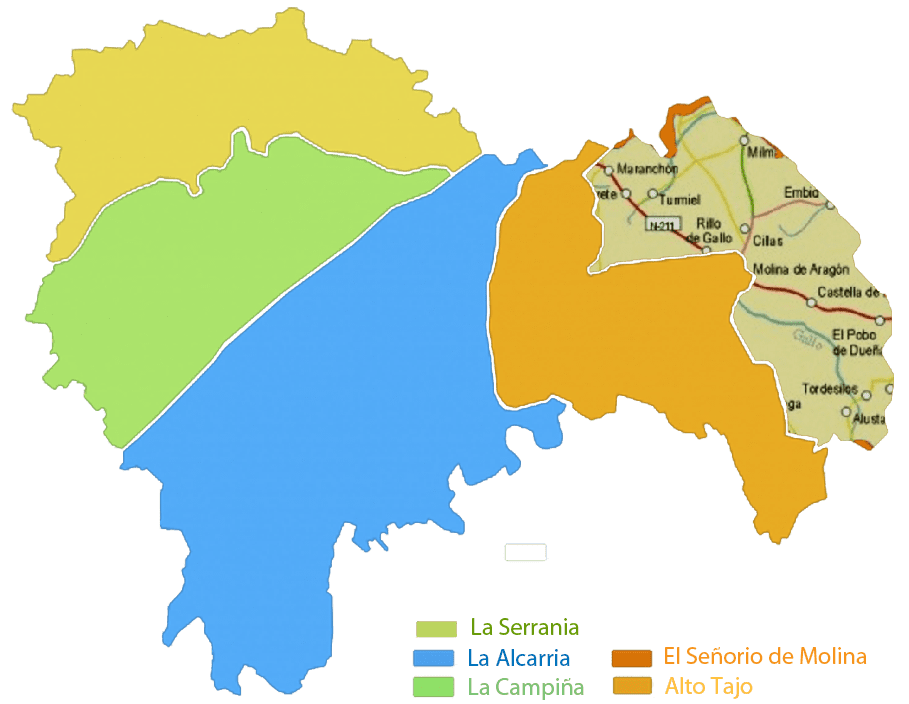 Milma
Maranchón
rete
Turmiel
Embid
N-211
Rillo
de Gallo
Cillas
Molina de Aragón
Castella de
Gallo
El Pobo
de Dueña
Tordesilos
ga
Alusta
La Serrania
La Alcarria
El Señorio de Molina
La Campiña
Alto Tajo